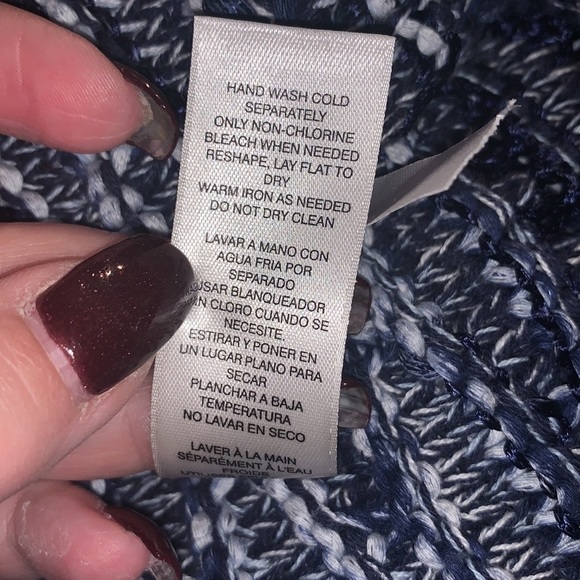 HAND WASH COLD
SEPARATELY
ONLY NON-CHLORINE
BLEACH WHEN NEEDED
RESHAPE, LAY FLAT TO
DRY
WARM IRON AS NEEDED
DO NOT DRY CLEAN
LAVAR A MANO CON
AGUA FRIA POR
SEPARADO
USAR BLANQUEADOR
CLORO CUANDO SE
NECESITE.
ESTIRAR Y PONER EN
UN LUGAR PLANO PARA
SECAR
PLANCHAR A BAJA
TEMPERATURA
NO LAVAR EN SECO
LAVER À LA MAIN
SÉPARÉMENT À L'EAU
FROIDE